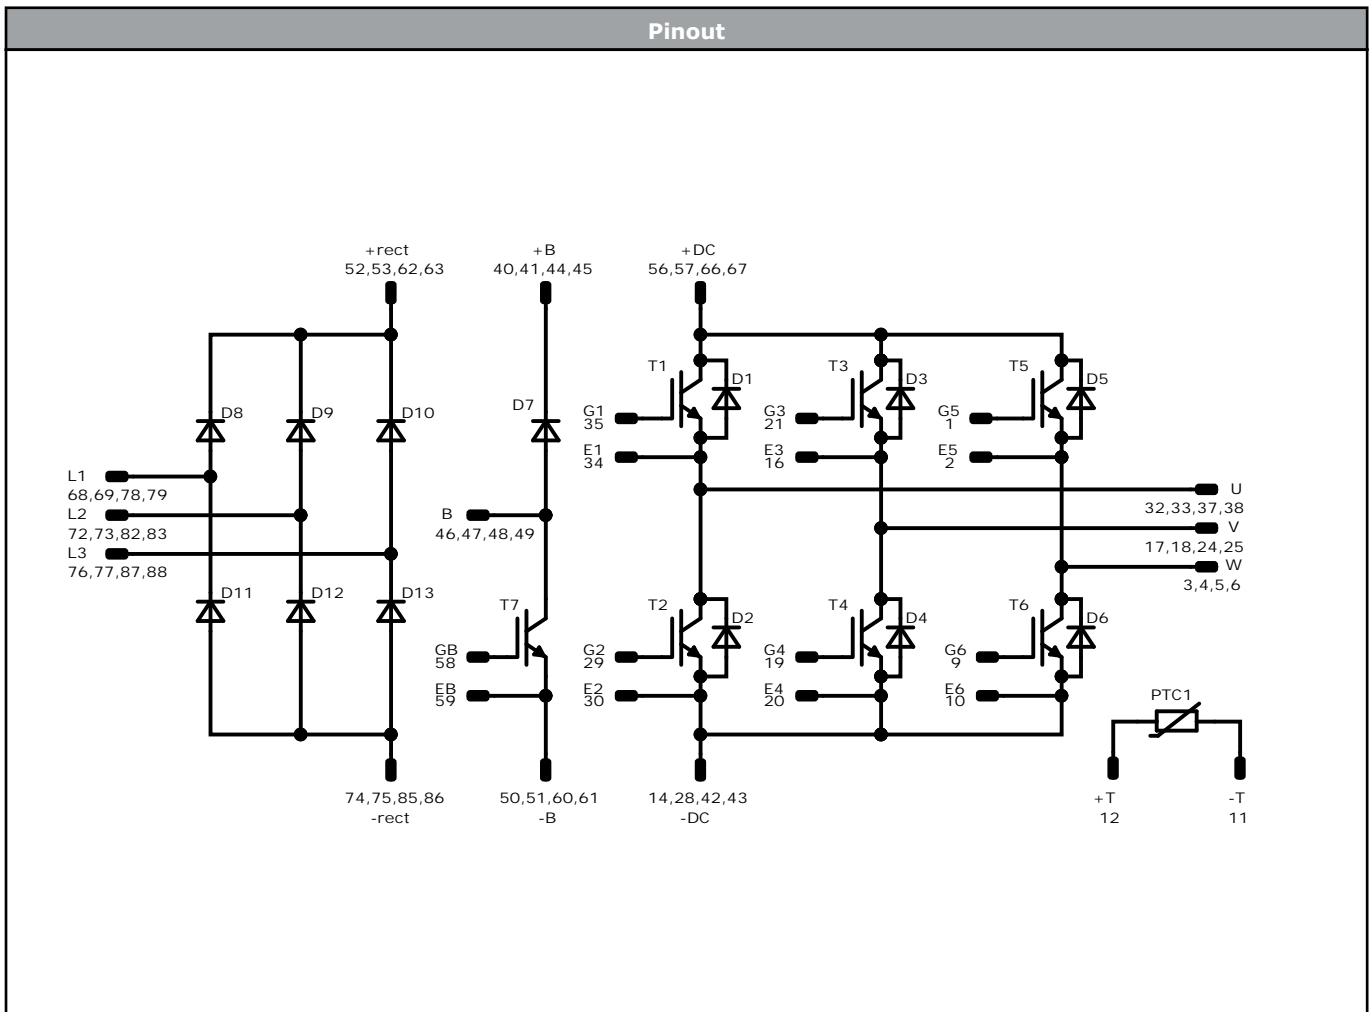 Pinout
+rect
52,53,62,63
+B
40,41,44,45
+DC
56,57,66,67
T1
D1
T3
D3
T5
D5
D8
D9
D10
D7
G1
35
G3
21
G5
1
E1
34
E3
16
E5
2
L1
68,69,78,79
L2
72,73,82,83
L3
76,77,87,88
B
46,47,48,49
U
32,33,37,38
V
17,18,24,25
W
3,4,5,6
D11
D12
D13
T7
T2
D2
T4
D4
T6
D6
GB
58
G2
29
G4
19
G6
9
EB
59
E2
30
E4
20
E6
10
PTC1
74,75,85,86
-rect
50,51,60,61
-B
14,28,42,43
-DC
+T
12
-T
11